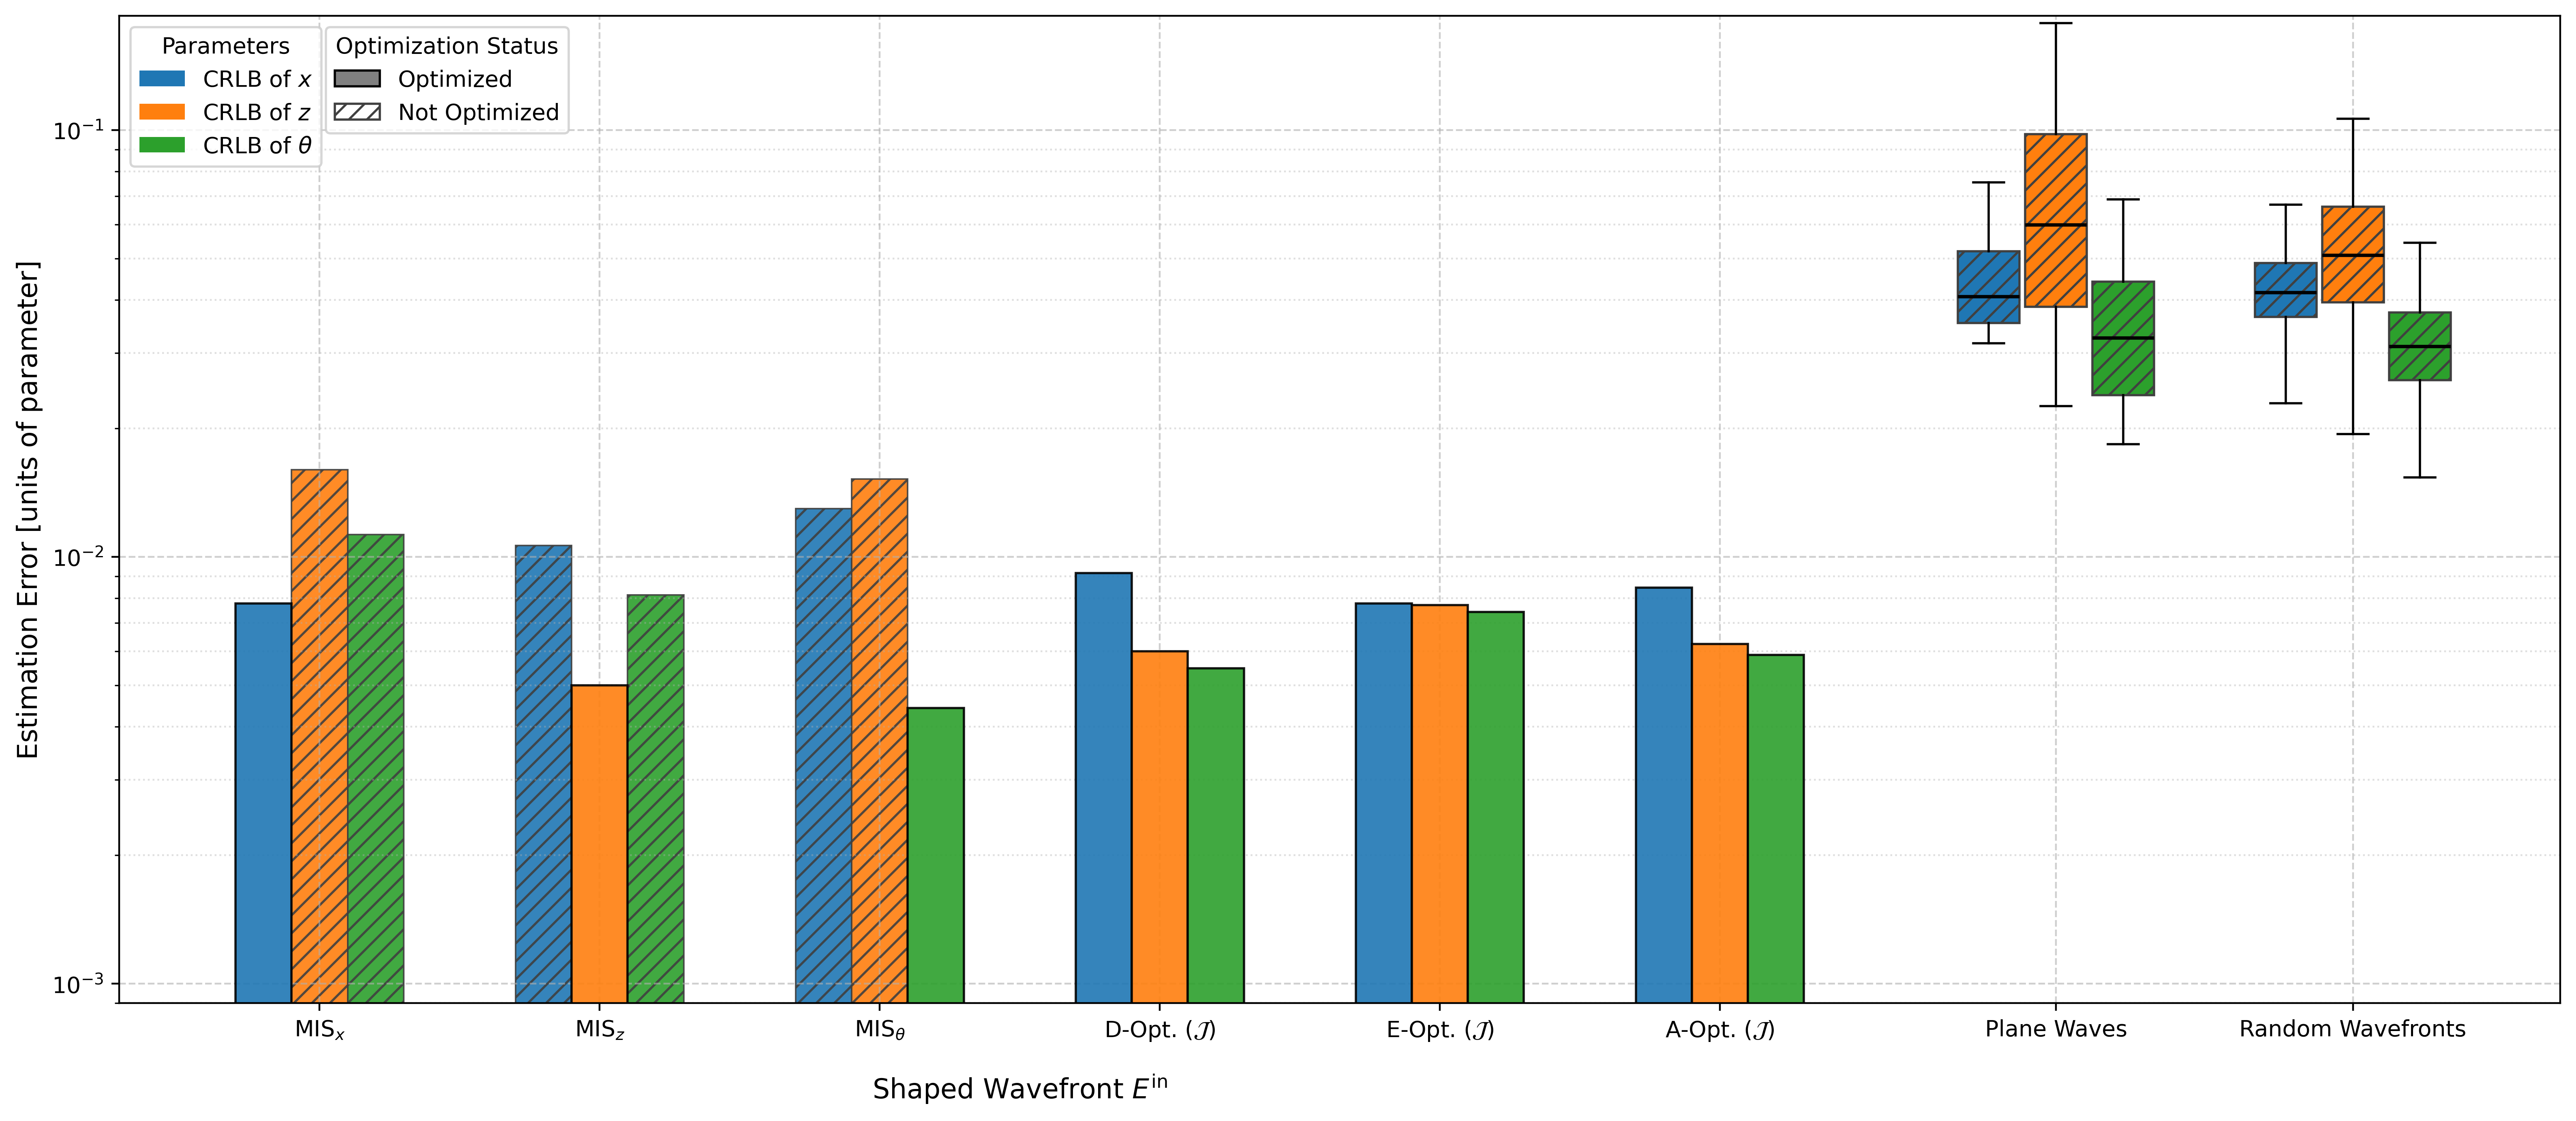 Parameters
CRLB of x
CRLB of z
CRLB of θ
Optimization Status
Optimized
Not Optimized
Estimation Error [units of parameter]
10⁻¹
10⁻²
10⁻³
MISₓ
MIS_z
MIS_θ
D-Opt. (𝒥)
E-Opt. (𝒥)
A-Opt. (𝒥)
Plane Waves
Random Wavefronts
Shaped Wavefront Eⁱⁿ